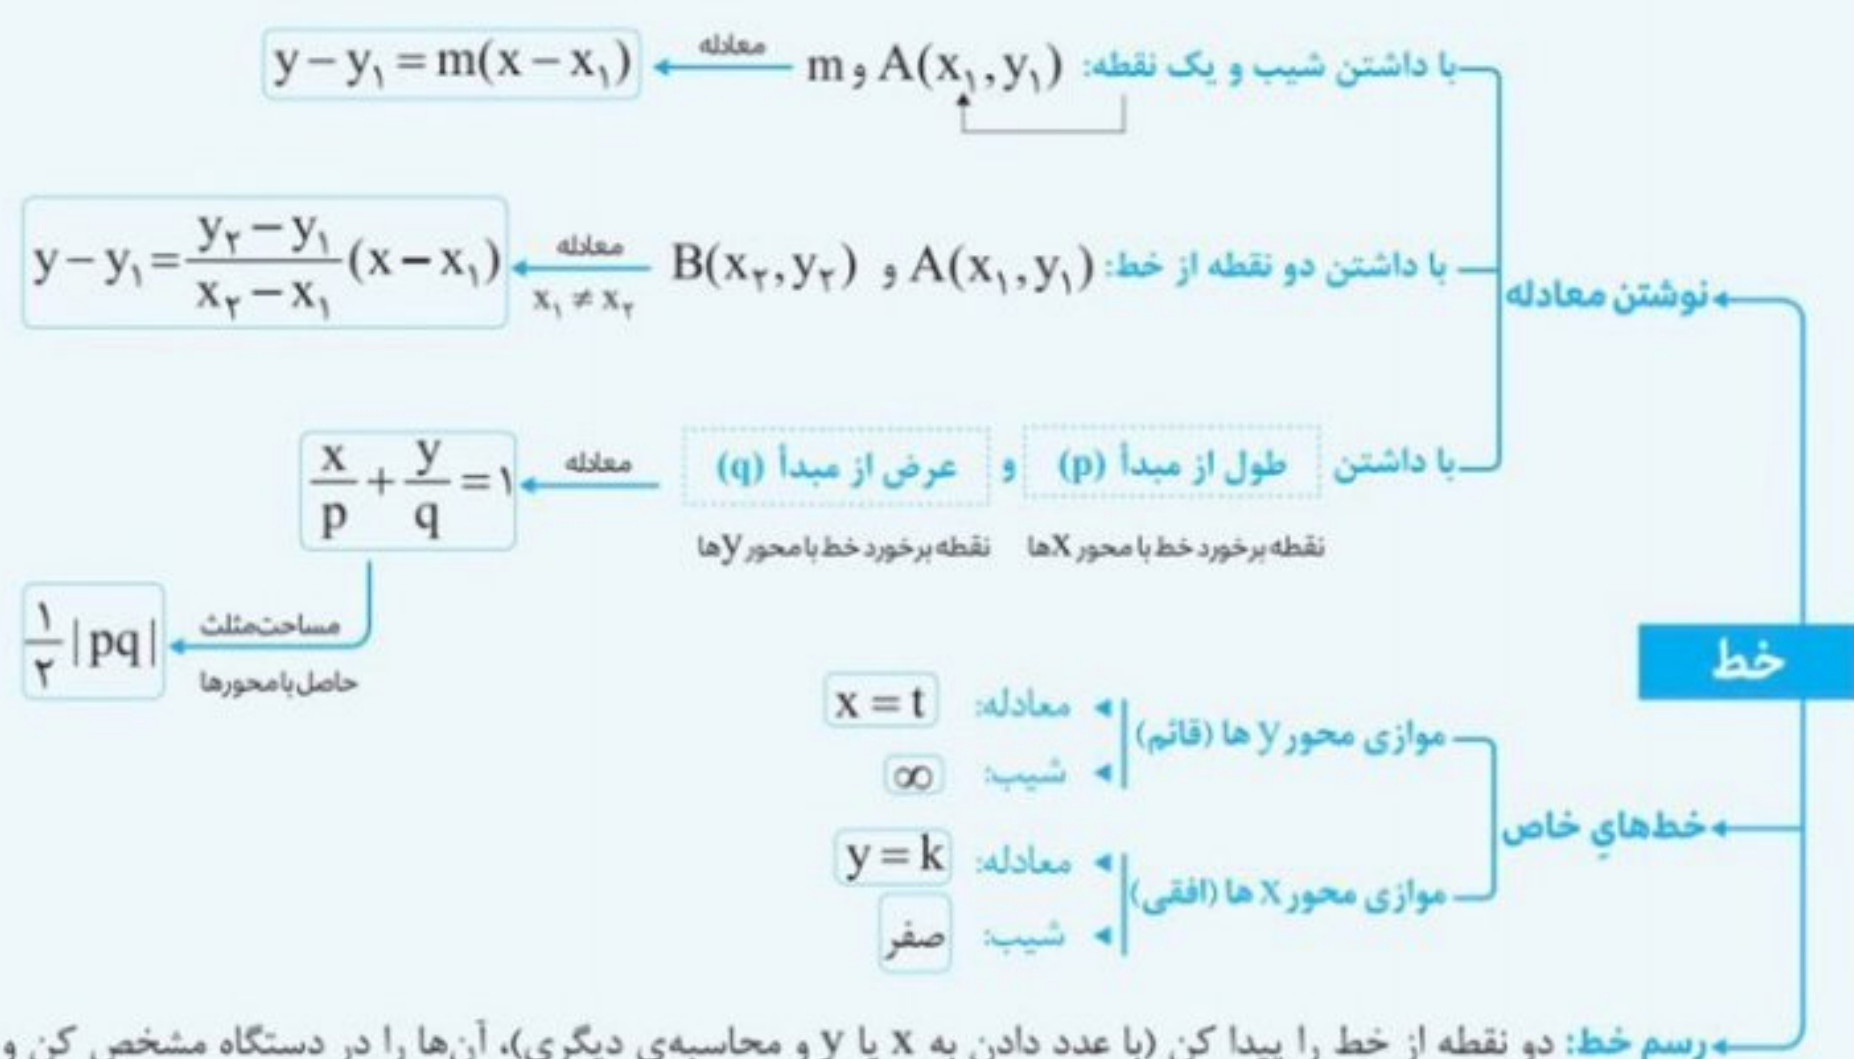 خط
نوشتن معادله
با داشتن شیب و یک نقطه: A(x₁,y₁) و m معادله y−y₁=m(x−x₁)
با داشتن دو نقطه از خط: A(x₁,y₁) و B(x₂,y₂) معادله x₁≠x₂ y−y₁=(y₂−y₁)/(x₂−x₁)(x−x₁)
با داشتن طول از مبدأ (p) و عرض از مبدأ (q) معادله x/p+y/q=۱
نقطه برخورد خط با محور xها نقطه برخورد خط با محور yها
مساحت مثلث حاصل با محورها ۱/۲|pq|
خط‌هایِ خاص
موازی محور y ها (قائم)
معادله: x=t
شیب: ∞
موازی محور x ها (افقی)
معادله: y=k
شیب: صفر
رسم خط: دو نقطه از خط را پیدا کن (با عدد دادن به x یا y و محاسبه‌ی دیگری)، آن‌ها را در دستگاه مشخص کن و